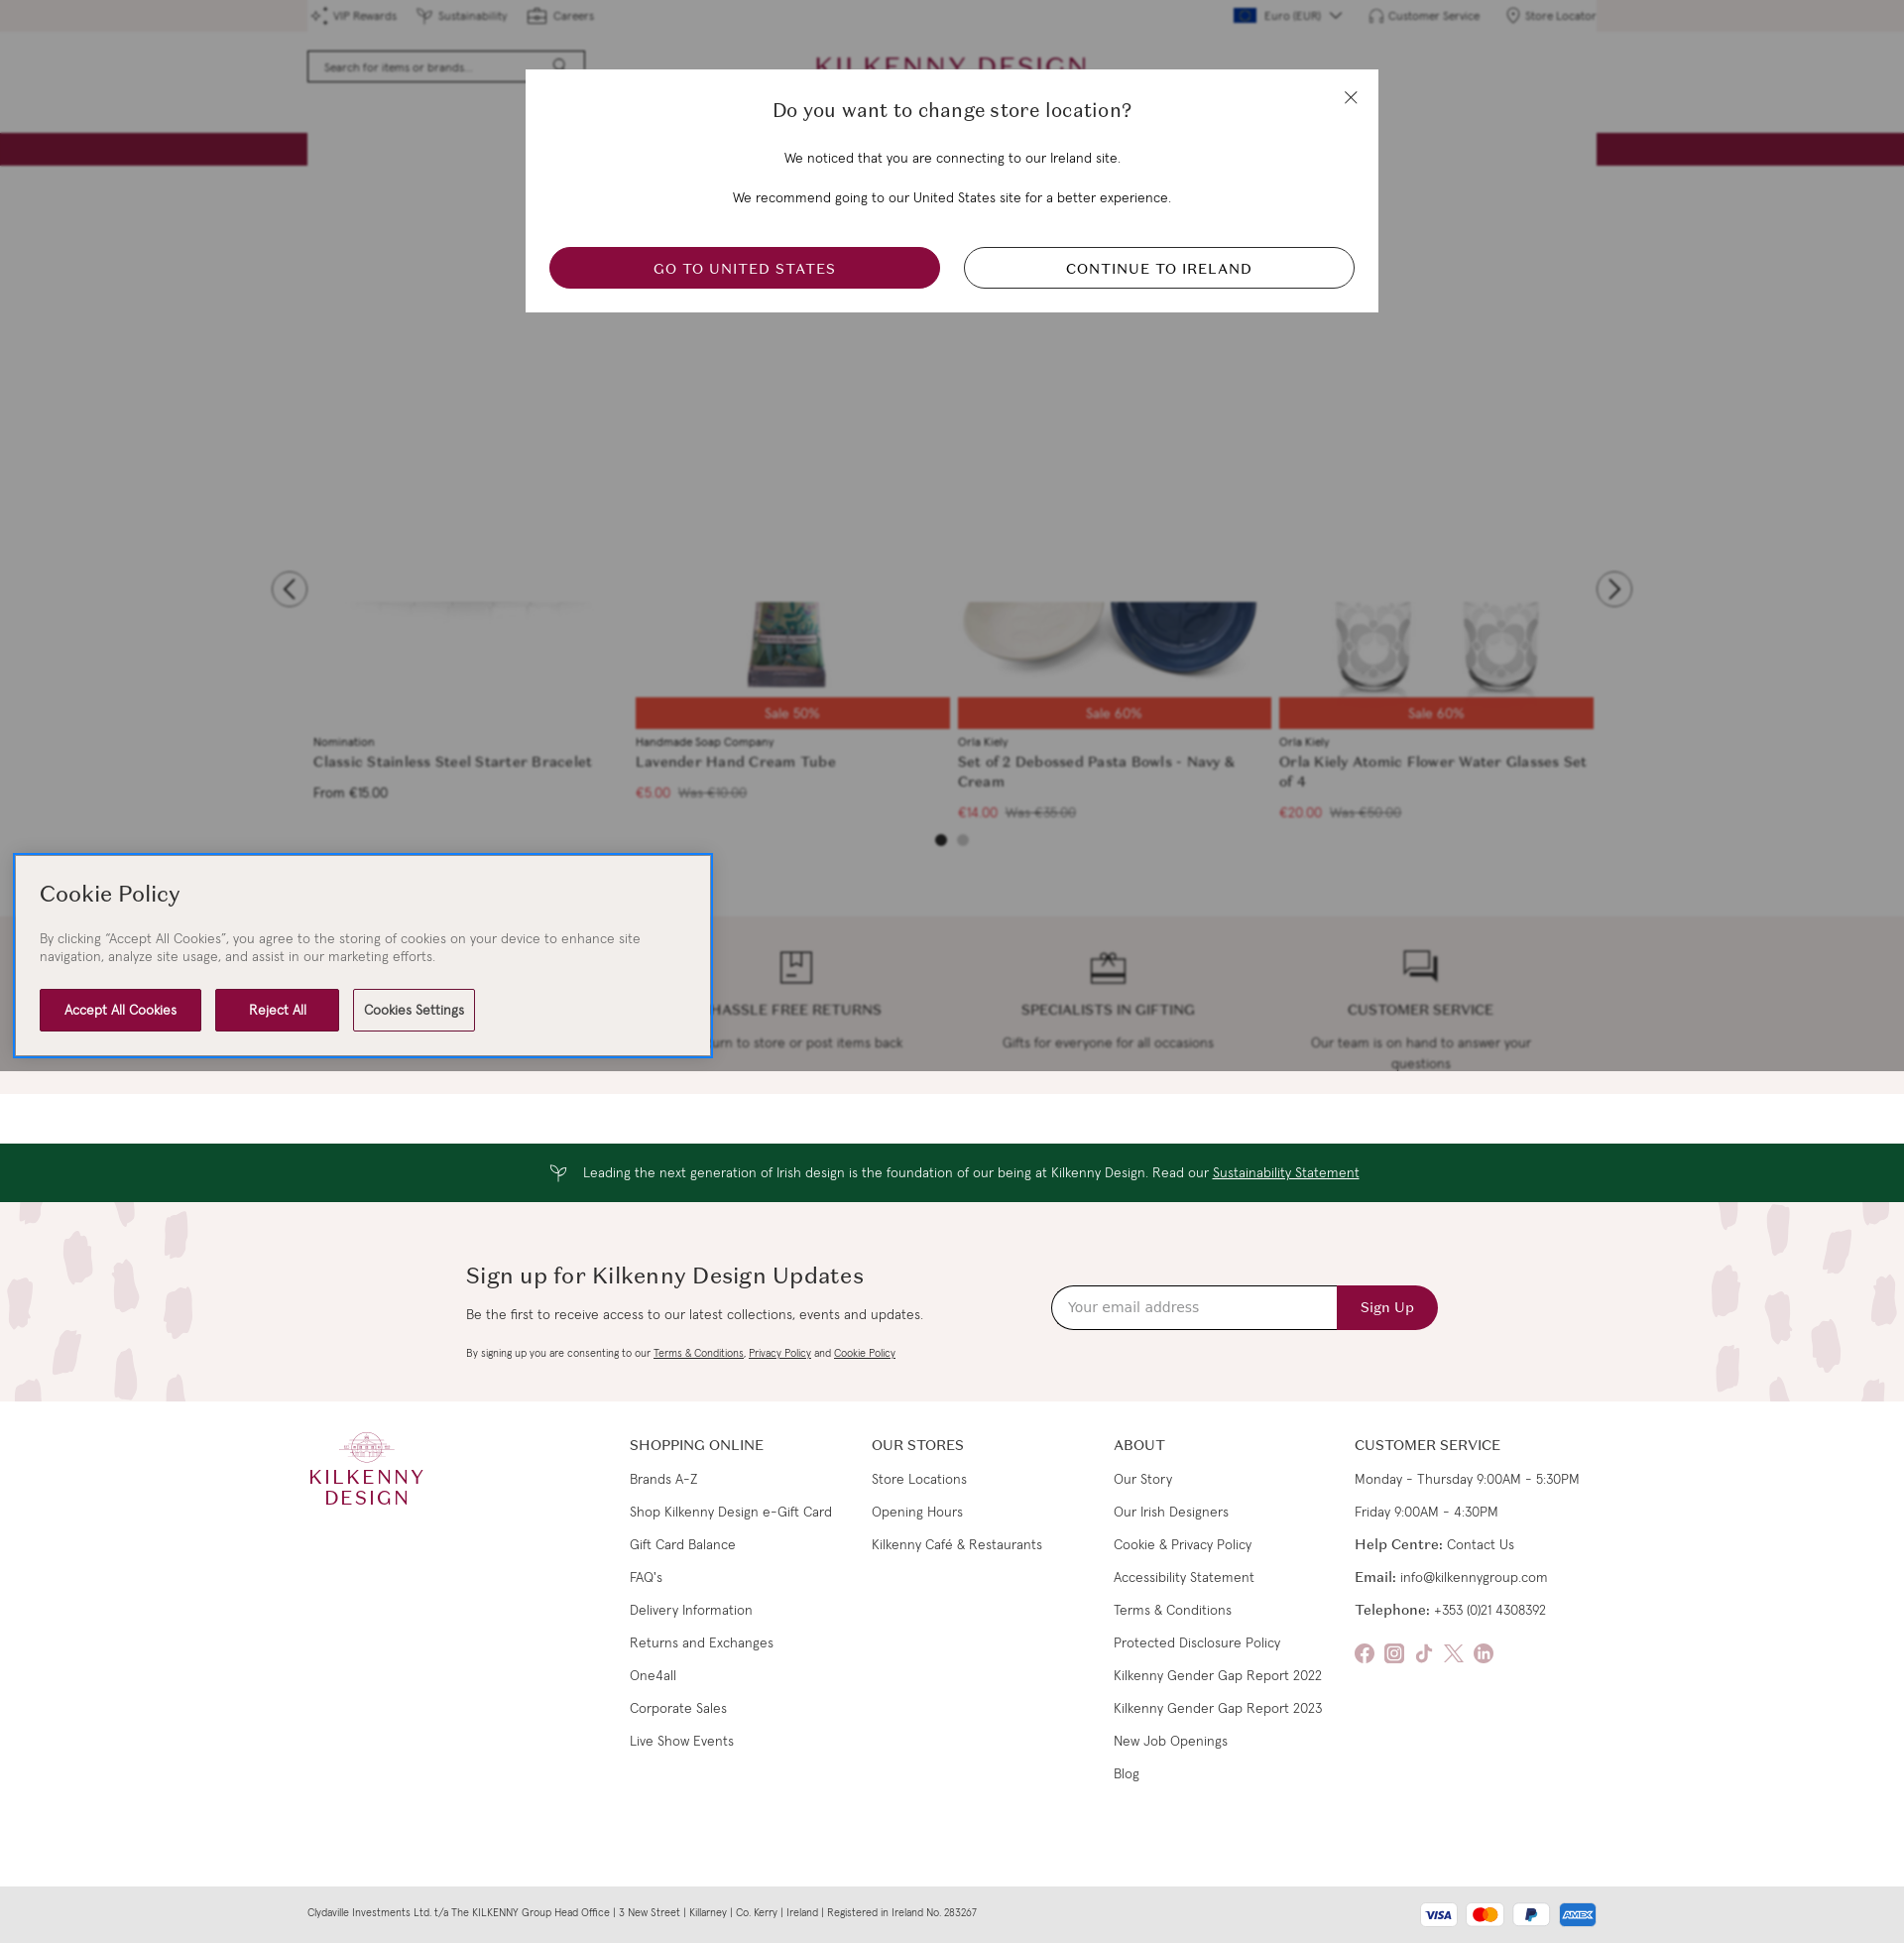 VIP Rewards
Sustainability
Careers
Euro (EUR)
Customer Service
Store Locator
Search for items or brands...
KILKENNY DESIGN
Do you want to change store location?
We noticed that you are connecting to our Ireland site.
We recommend going to our United States site for a better experience.
GO TO UNITED STATES
CONTINUE TO IRELAND
Nomination
Classic Stainless Steel Starter Bracelet
From €15.00
Sale 50%
Handmade Soap Company
Lavender Hand Cream Tube
€5.00 Was €10.00
Sale 60%
Orla Kiely
Set of 2 Debossed Pasta Bowls - Navy &
Cream
€14.00 Was €35.00
Sale 60%
Orla Kiely
Orla Kiely Atomic Flower Water Glasses Set
of 4
€20.00 Was €50.00
Cookie Policy
By clicking “Accept All Cookies”, you agree to the storing of cookies on your device to enhance site
navigation, analyze site usage, and assist in our marketing efforts.
Accept All Cookies
Reject All
Cookies Settings
HASSLE FREE RETURNS
to store or post items back
SPECIALISTS IN GIFTING
Gifts for everyone for all occasions
CUSTOMER SERVICE
Our team is on hand to answer your
questions
Leading the next generation of Irish design is the foundation of our being at Kilkenny Design. Read our Sustainability Statement
Sign up for Kilkenny Design Updates
Be the first to receive access to our latest collections, events and updates.
By signing up you are consenting to our Terms & Conditions, Privacy Policy and Cookie Policy
Your email address
Sign Up
KILKENNY
DESIGN
SHOPPING ONLINE
Brands A-Z
Shop Kilkenny Design e-Gift Card
Gift Card Balance
FAQ's
Delivery Information
Returns and Exchanges
One4all
Corporate Sales
Live Show Events
OUR STORES
Store Locations
Opening Hours
Kilkenny Café & Restaurants
ABOUT
Our Story
Our Irish Designers
Cookie & Privacy Policy
Accessibility Statement
Terms & Conditions
Protected Disclosure Policy
Kilkenny Gender Gap Report 2022
Kilkenny Gender Gap Report 2023
New Job Openings
Blog
CUSTOMER SERVICE
Monday - Thursday 9:00AM - 5:30PM
Friday 9:00AM - 4:30PM
Help Centre: Contact Us
Email: info@kilkennygroup.com
Telephone: +353 (0)21 4308392
Clydaville Investments Ltd. t/a The KILKENNY Group Head Office | 3 New Street | Killarney | Co. Kerry | Ireland | Registered in Ireland No. 283267
VISA
AMEX